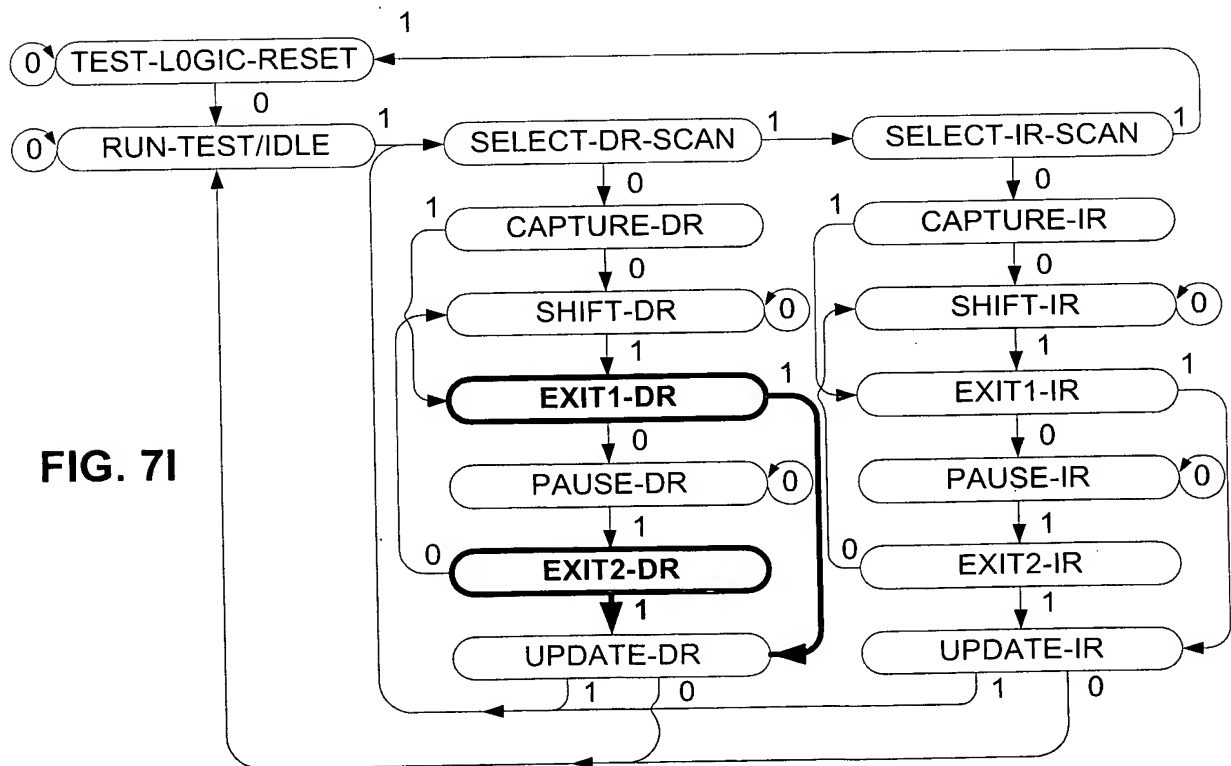 1
0 TEST-L0GIC-RESET
0
1
0 RUN-TEST/IDLE
SELECT-DR-SCAN
1
SELECT-IR-SCAN
1
0
0
1
CAPTURE-DR
1
CAPTURE-IR
0
0
SHIFT-DR 0
SHIFT-IR 0
1
1
EXIT1-DR
1
EXIT1-IR
1
0
0
FIG. 7I
PAUSE-DR 0
PAUSE-IR 0
1
1
0
EXIT2-DR
0
EXIT2-IR
1
1
UPDATE-DR
UPDATE-IR
1 0
1 0